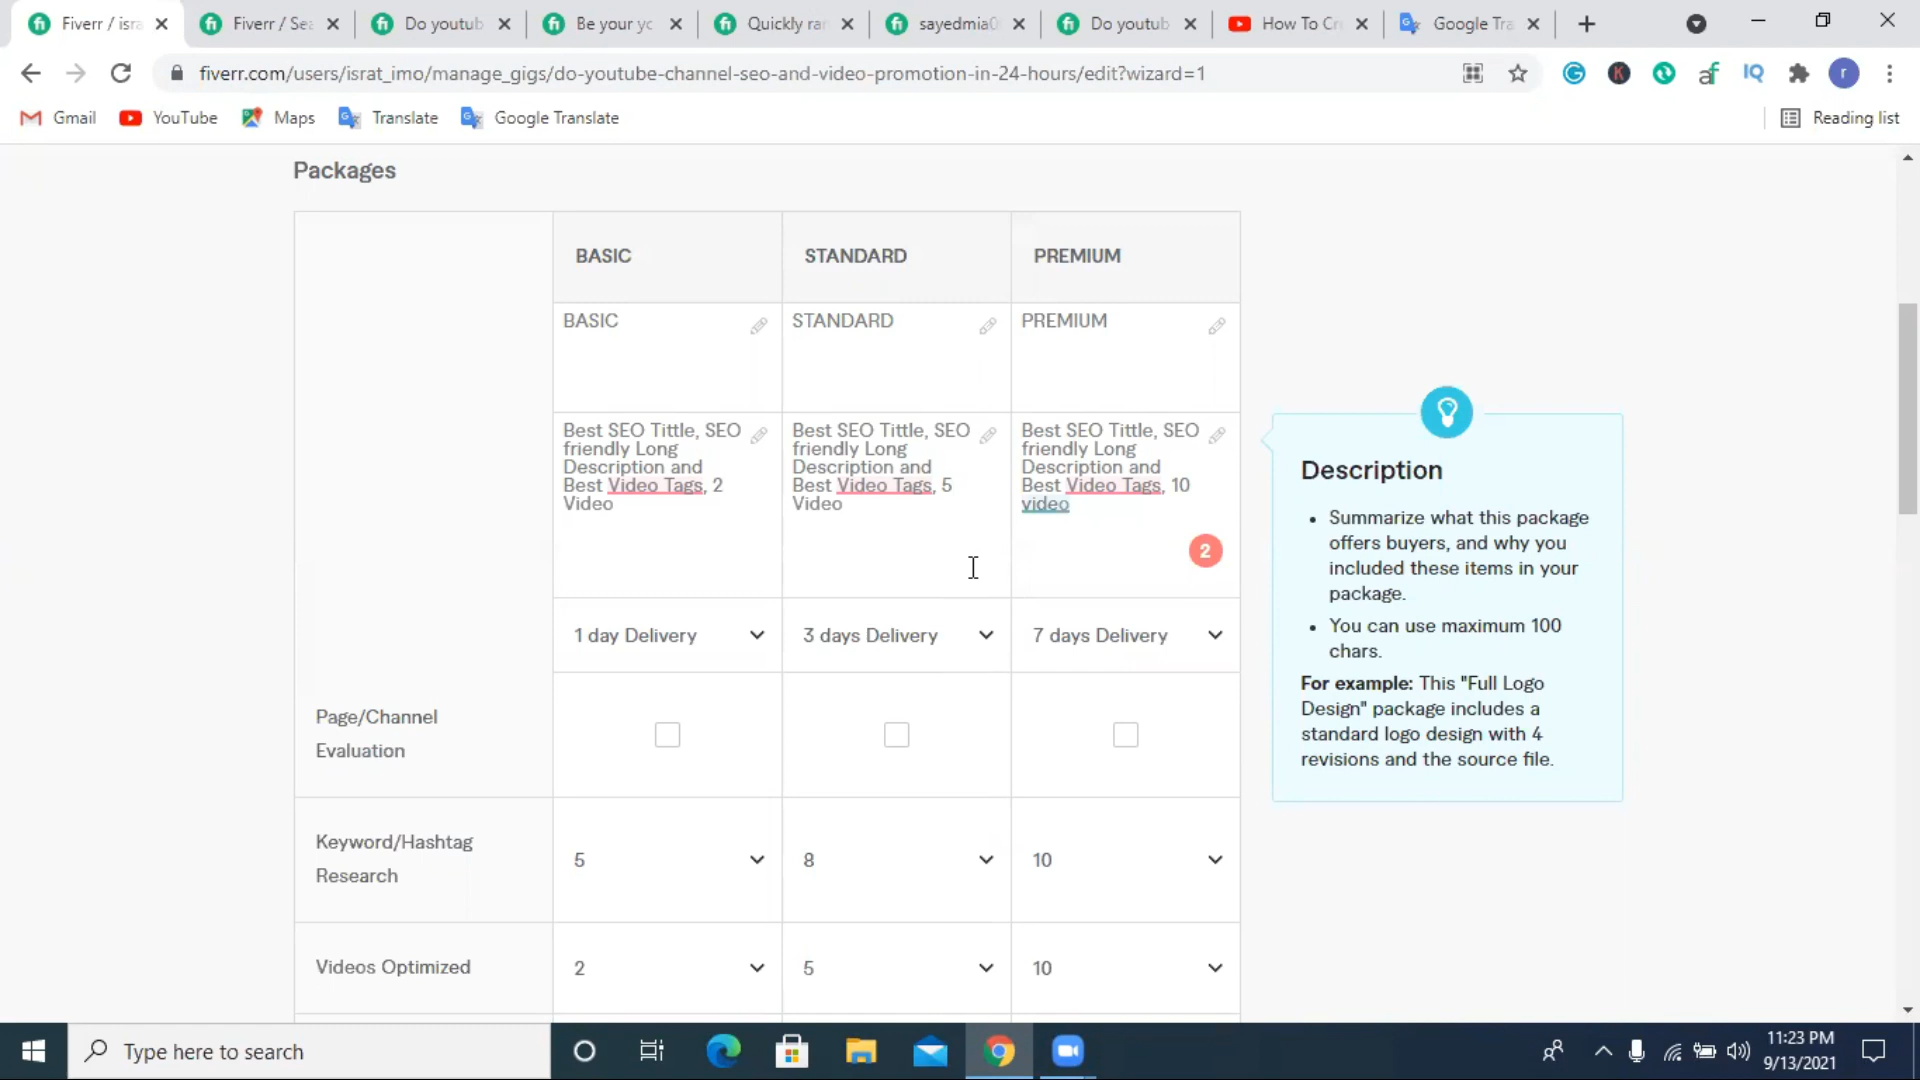 Fiverr / isra
Fiverr / Sea
Do youtub
Be your yo
Quickly ran
sayedmia0
Do youtub
How To Cr
Google Tra
fiverr.com/users/israt_imo/manage_gigs/do-youtube-channel-seo-and-video-promotion-in-24-hours/edit?wizard=1
IQ
r
Gmail
YouTube
Maps
Translate
Google Translate
Reading list
Packages
BASIC
STANDARD
PREMIUM
BASIC
STANDARD
PREMIUM
Best SEO Tittle, SEO
friendly Long
Description and
Best Video Tags, 2
Video
Best SEO Tittle, SEO
friendly Long
Description and
Best Video Tags, 5
Video
Best SEO Tittle, SEO
friendly Long
Description and
Best Video Tags, 10
video
2
1 day Delivery
3 days Delivery
7 days Delivery
Page/Channel
Evaluation
Keyword/Hashtag
Research
5
8
10
Videos Optimized
2
5
10
Description
• Summarize what this package
offers buyers, and why you
included these items in your
package.
• You can use maximum 100
chars.
For example: This "Full Logo
Design" package includes a
standard logo design with 4
revisions and the source file.
Type here to search
11:23 PM
9/13/2021